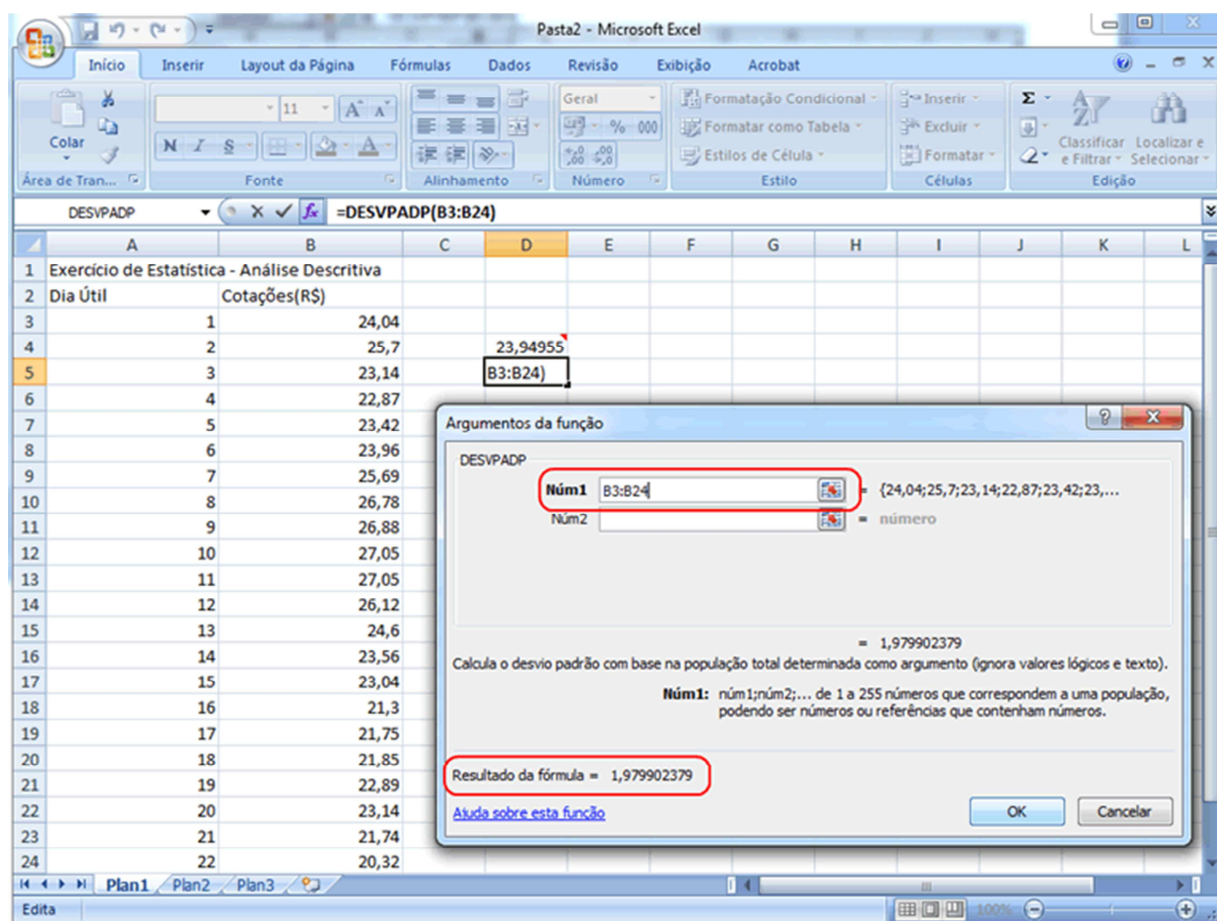 Pasta2 - Microsoft Excel
Início Inserir Layout da Página Fórmulas Dados Revisão Exibição Acrobat
Colar
11 A A
N I S A
Geral
% 000
,00 ,0
Formatação Condicional
Formatar como Tabela
Estilos de Célula
Inserir
Excluir
Formatar
Σ
Classificar e Filtrar
Localizar e Selecionar
Área de Tran... Fonte Alinhamento Número Estilo Células Edição
DESVPADP fx =DESVPADP(B3:B24)
A B C D E F G H I J K L
1 Exercício de Estatística - Análise Descritiva
2 Dia Útil Cotações(R$)
3 1 24,04
4 2 25,7 23,94955
5 3 23,14 B3:B24)
6 4 22,87
7 5 23,42
8 6 23,96
9 7 25,69
10 8 26,78
11 9 26,88
12 10 27,05
13 11 27,05
14 12 26,12
15 13 24,6
16 14 23,56
17 15 23,04
18 16 21,3
19 17 21,75
20 18 21,85
21 19 22,89
22 20 23,14
23 21 21,74
24 22 20,32
Argumentos da função
DESVPADP
Núm1 B3:B24 = {24,04;25,7;23,14;22,87;23,42;23,...
Núm2 = número
= 1,979902379
Calcula o desvio padrão com base na população total determinada como argumento (ignora valores lógicos e texto).
Núm1: núm1;núm2;... de 1 a 255 números que correspondem a uma população,
podendo ser números ou referências que contenham números.
Resultado da fórmula = 1,979902379
Ajuda sobre esta função
OK Cancelar
Plan1 Plan2 Plan3
Edita 100%